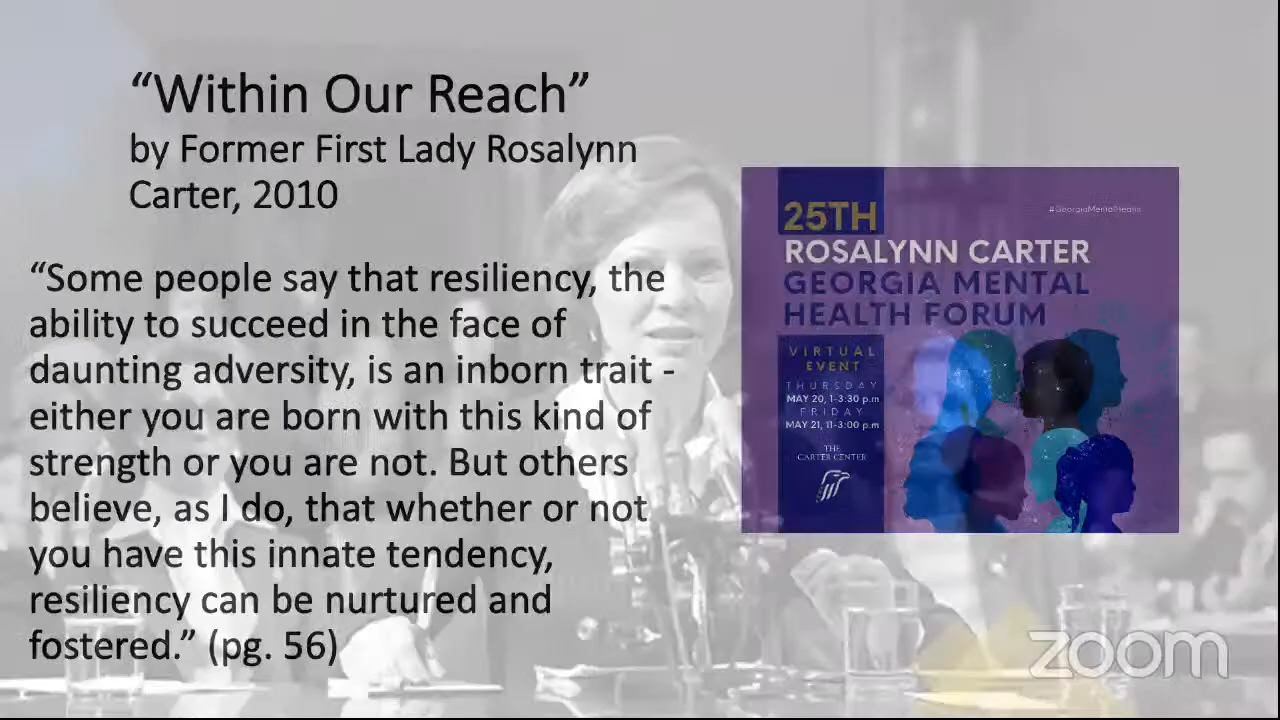 “Within Our Reach”
by Former First Lady Rosalynn
Carter, 2010
“Some people say that resiliency, the
ability to succeed in the face of
daunting adversity, is an inborn trait -
either you are born with this kind of
strength or you are not. But others
believe, as I do, that whether or not
you have this innate tendency,
resiliency can be nurtured and
fostered.” (pg. 56)
25TH
#GeorgiaMentalHealth
ROSALYNN CARTER
GEORGIA MENTAL
HEALTH FORUM
VIRTUAL
EVENT
THURSDAY
MAY 20, 1-3:30 p.m
FRIDAY
MAY 21, 11-3:00 p.m
THE
CARTER CENTER
zoom